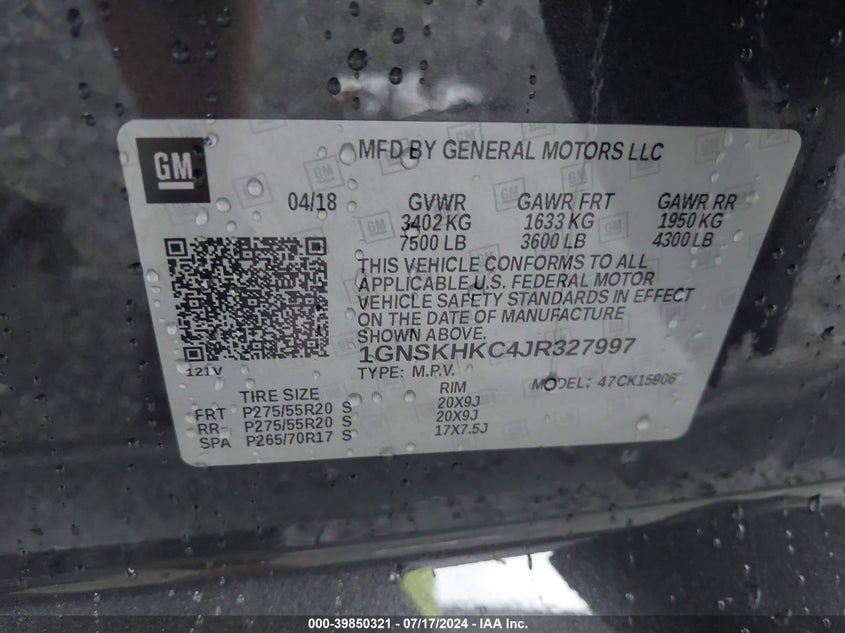 GM
MFD BY GENERAL MOTORS LLC
04/18 GVWR GAWR FRT GAWR RR
3402 KG 1633 KG 1950 KG
7500 LB 3600 LB 4300 LB
THIS VEHICLE CONFORMS TO ALL
APPLICABLE U.S. FEDERAL MOTOR
VEHICLE SAFETY STANDARDS IN EFFECT
ON THE DATE OF MANUFACTURE
SHOWN ABOVE.
1GNSKHKC4JR327997
121V
TYPE: M.P.V. MODEL: 47CK15906
TIRE SIZE RIM
FRT P275/55R20 S 20X9J
RR P275/55R20 S 20X9J
SPA P265/70R17 S 17X7.5J
000-39850321 - 07/17/2024 - IAA Inc.